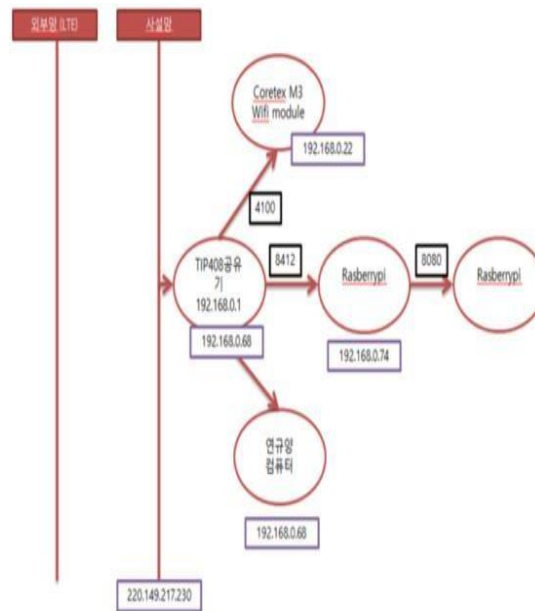 외부망 (LTE)
사설망
Coretex M3
Wifi module
192.168.0.22
4100
TIP408공유
기
192.168.0.1
192.168.0.68
8412
Rasberrypi
192.168.0.74
8080
Rasberrypi
연규양
컴퓨터
192.168.0.68
220.149.217.230